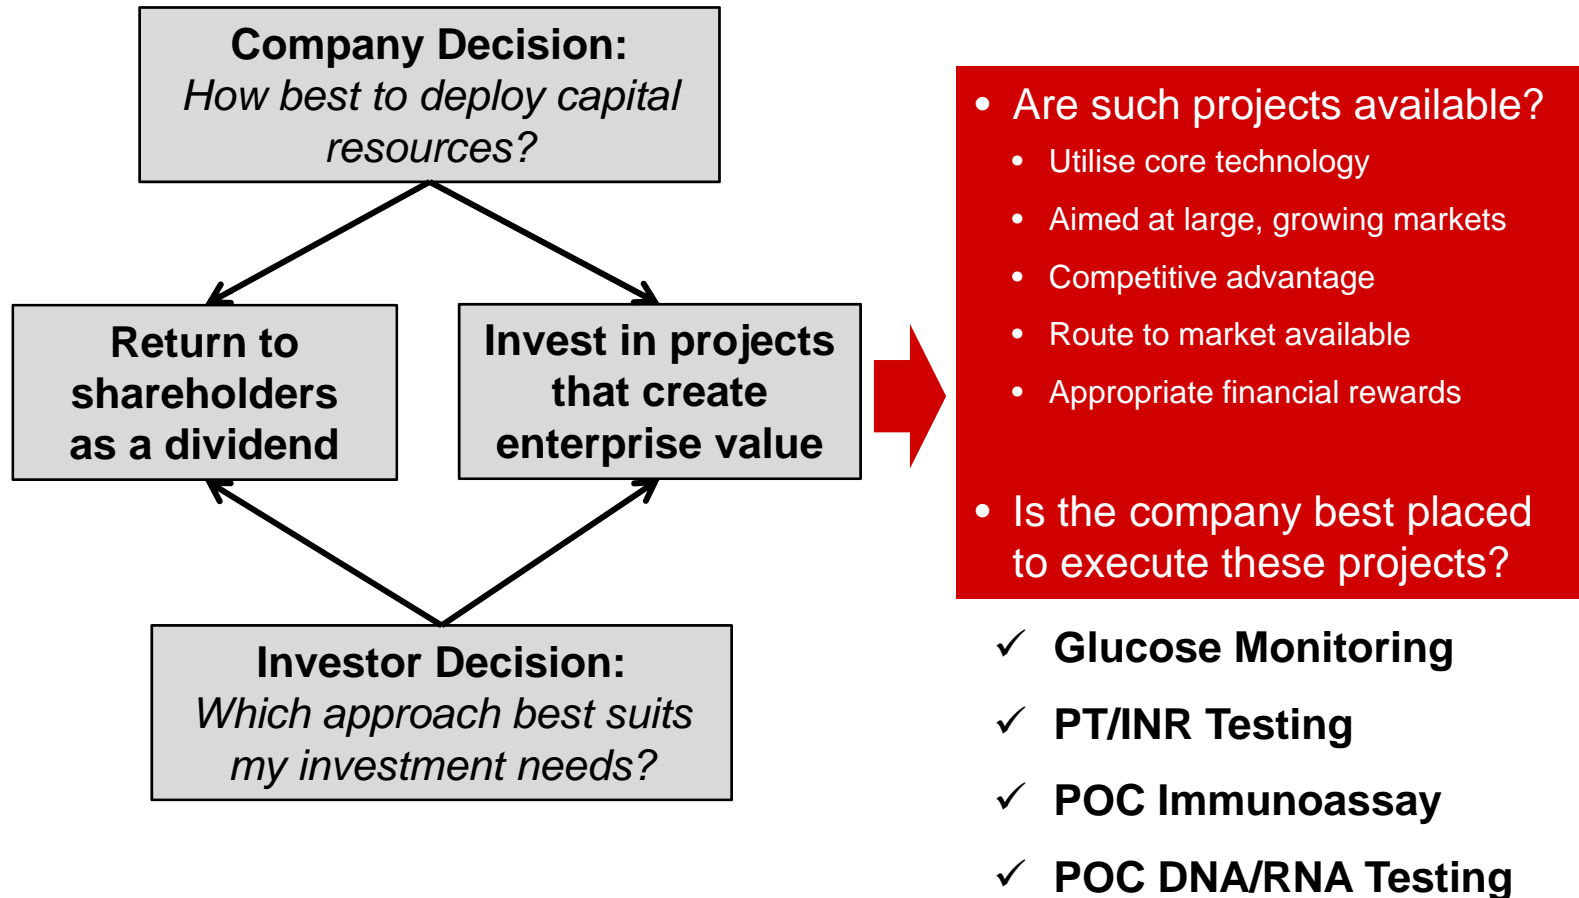 Company Decision:
How best to deploy capital
resources?
Return to
shareholders
as a dividend
Invest in projects
that create
enterprise value
Investor Decision:
Which approach best suits
my investment needs?
• Are such projects available?
• Utilise core technology
• Aimed at large, growing markets
• Competitive advantage
• Route to market available
• Appropriate financial rewards
• Is the company best placed
to execute these projects?
✓ Glucose Monitoring
✓ PT/INR Testing
✓ POC Immunoassay
✓ POC DNA/RNA Testing